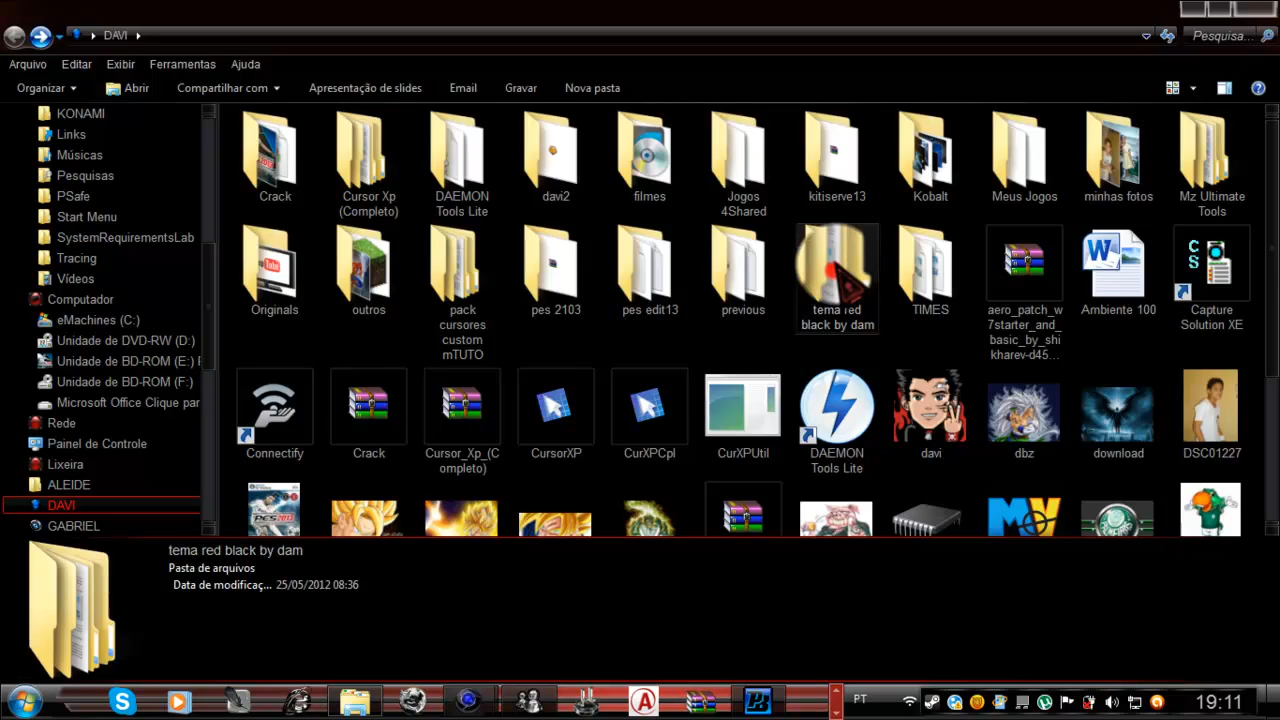 DAVI
Pesquisa...
Arquivo Editar Exibir Ferramentas Ajuda
Organizar Abrir Compartilhar com Apresentação de slides Email Gravar Nova pasta
KONAMI
Links
Músicas
Pesquisas
PSafe
Start Menu
SystemRequirementsLab
Tracing
Vídeos
Computador
eMachines (C:)
Unidade de DVD-RW (D:)
Unidade de BD-ROM (E:) P
Unidade de BD-ROM (F:)
Microsoft Office Clique par
Rede
Painel de Controle
Lixeira
ALEIDE
DAVI
GABRIEL
Crack
Cursor Xp
(Completo)
DAEMON
Tools Lite
davi2
filmes
Jogos
4Shared
kitiserve13
Kobalt
Meus Jogos
minhas fotos
Mz Ultimate
Tools
You
Originals
outros
pack
cursores
custom
mTUTO
pes 2103
pes edit13
previous
tema red
black by dam
TIMES
aero_patch_w
7starter_and_
basic_by_shi
kharev-d45...
W
Ambiente 100
CS
Capture
Solution XE
Connectify
Crack
Cursor_Xp_(C
ompleto)
CursorXP
CurXPCpl
CurXPUtil
DAEMON
Tools Lite
davi
dbz
download
DSC01227
PES2013
tema red black by dam
Pasta de arquivos
Data de modificaç... 25/05/2012 08:36
PT
19:11